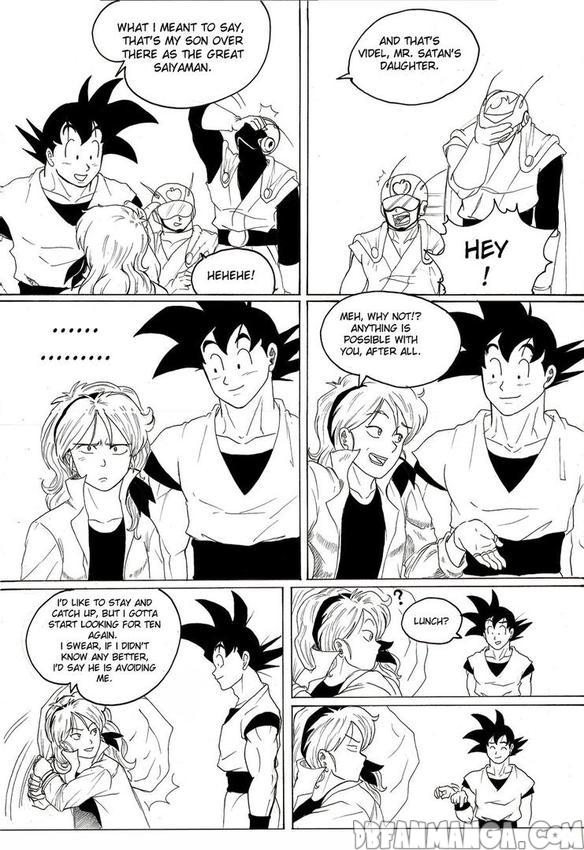 WHAT I MEANT TO SAY,
THAT'S MY SON OVER
THERE AS THE GREAT
SAIYAMAN.
HEHEHE!
AND THAT'S
VIDEL, MR. SATAN'S
DAUGHTER.
HEY
!
......
.........
MEH, WHY NOT!?
ANYTHING IS
POSSIBLE WITH
YOU, AFTER ALL.
I'D LIKE TO STAY AND
CATCH UP, BUT I GOTTA
START LOOKING FOR TEN
AGAIN.
I SWEAR, IF I DIDN'T
KNOW ANY BETTER,
I'D SAY HE IS AVOIDING
ME.
?
LUNCH?
DBFANMANGA.COM